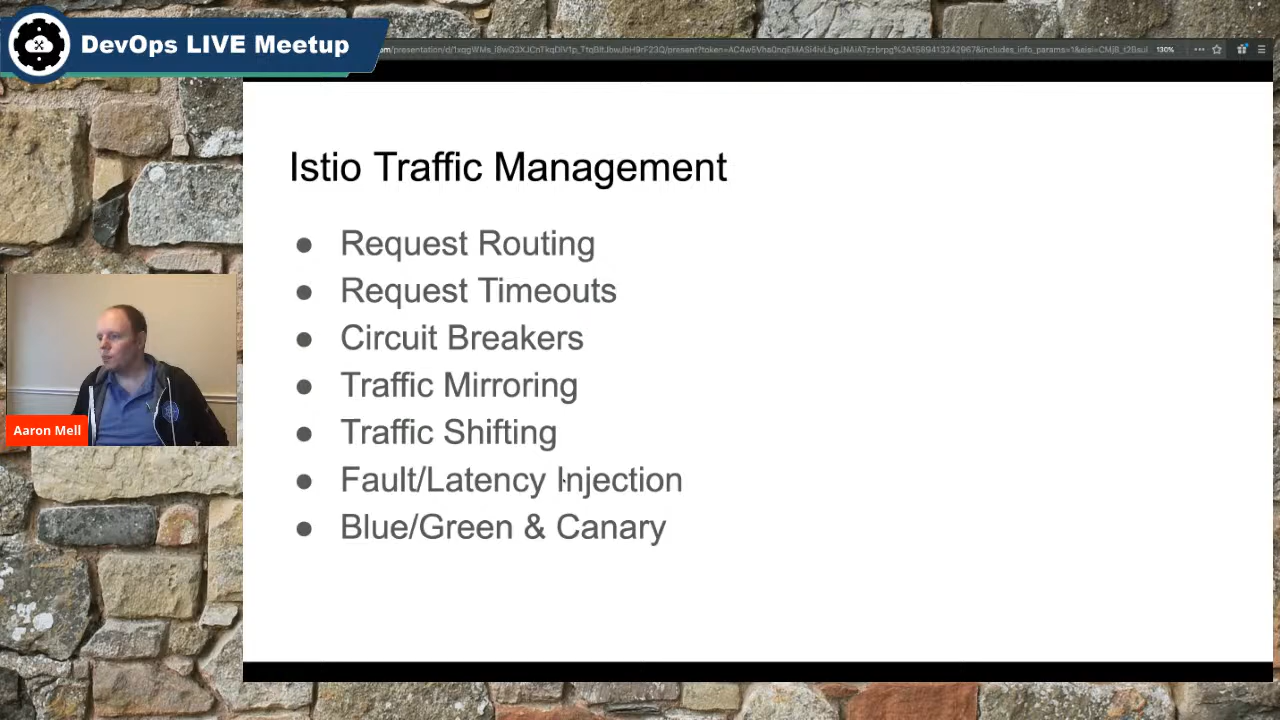 DevOps LIVE Meetup
130%
Istio Traffic Management
● Request Routing
● Request Timeouts
● Circuit Breakers
● Traffic Mirroring
● Traffic Shifting
● Fault/Latency Injection
● Blue/Green & Canary
Aaron Mell